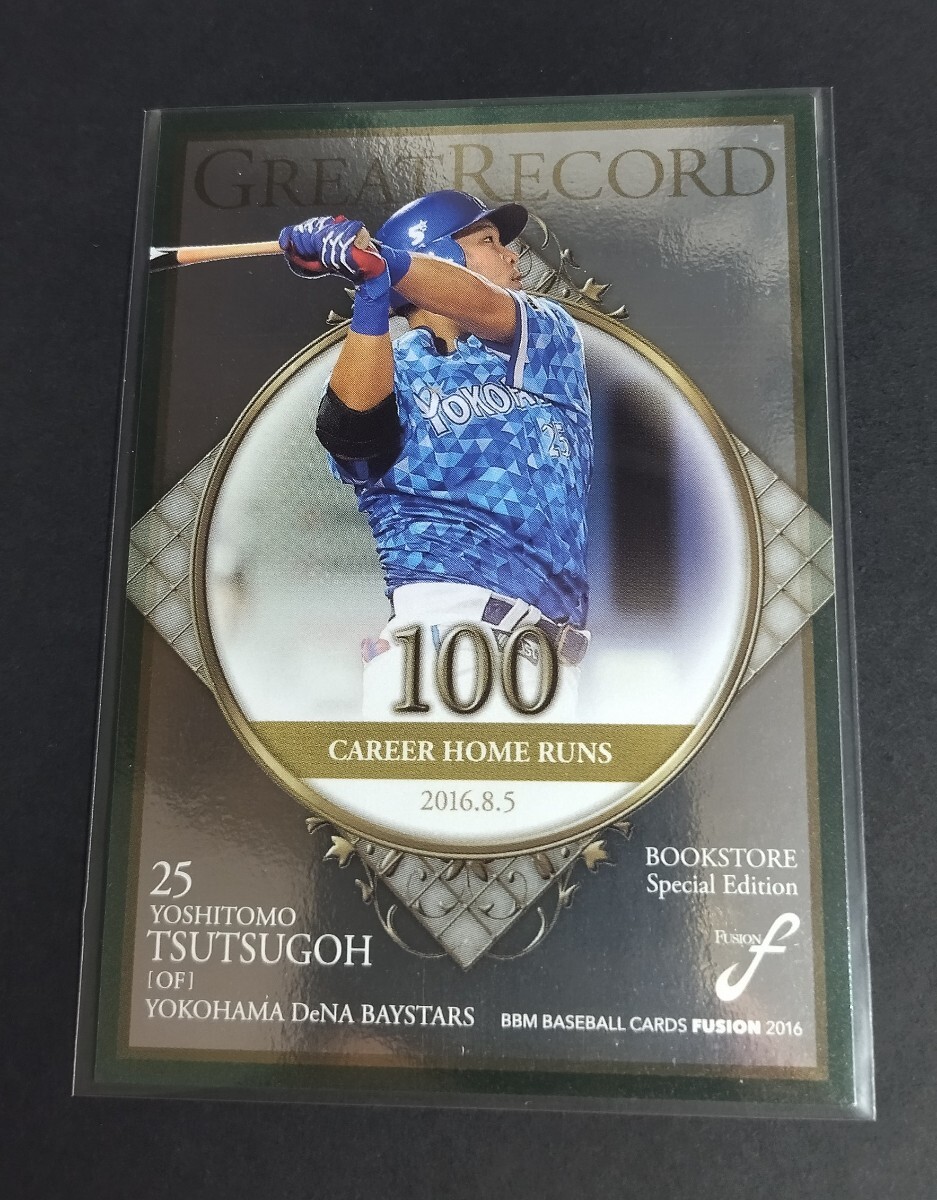 GREAT RECORD
S
25
100
CAREER HOME RUNS
2016.8.5
25
YOSHITOMO
TSUTSUGOH
[OF]
YOKOHAMA DeNA BAYSTARS
BOOKSTORE
Special Edition
FUSION f
BBM BASEBALL CARDS FUSION 2016